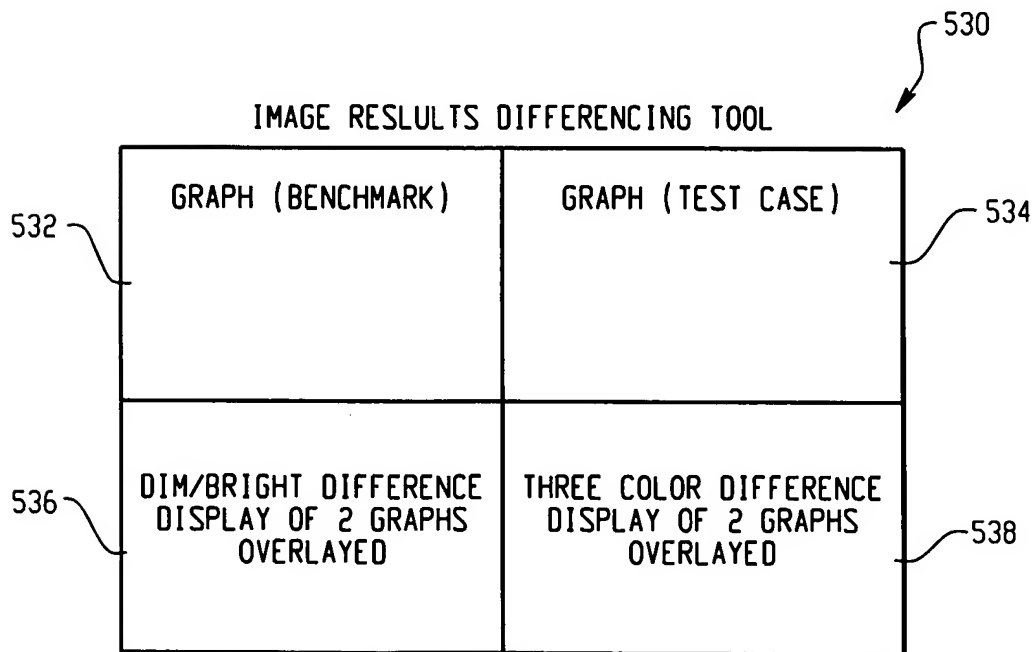 530
IMAGE RESLULTS DIFFERENCING TOOL
GRAPH (BENCHMARK)
GRAPH (TEST CASE)
532
534
DIM/BRIGHT DIFFERENCE
DISPLAY OF 2 GRAPHS
OVERLAYED
THREE COLOR DIFFERENCE
DISPLAY OF 2 GRAPHS
OVERLAYED
536
538